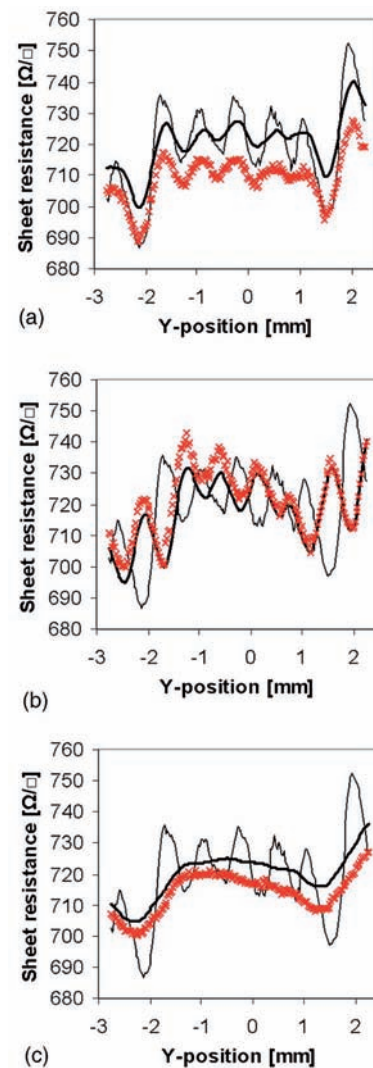 760
750
740
730
720
710
700
690
680
Sheet resistance [Ω/□]
-3 -2 -1 0 1 2
Y-position [mm]
(a)
760
750
740
730
720
710
700
690
680
Sheet resistance [Ω/□]
-3 -2 -1 0 1 2
Y-position [mm]
(b)
760
750
740
730
720
710
700
690
680
Sheet resistance [Ω/□]
-3 -2 -1 0 1 2
Y-position [mm]
(c)